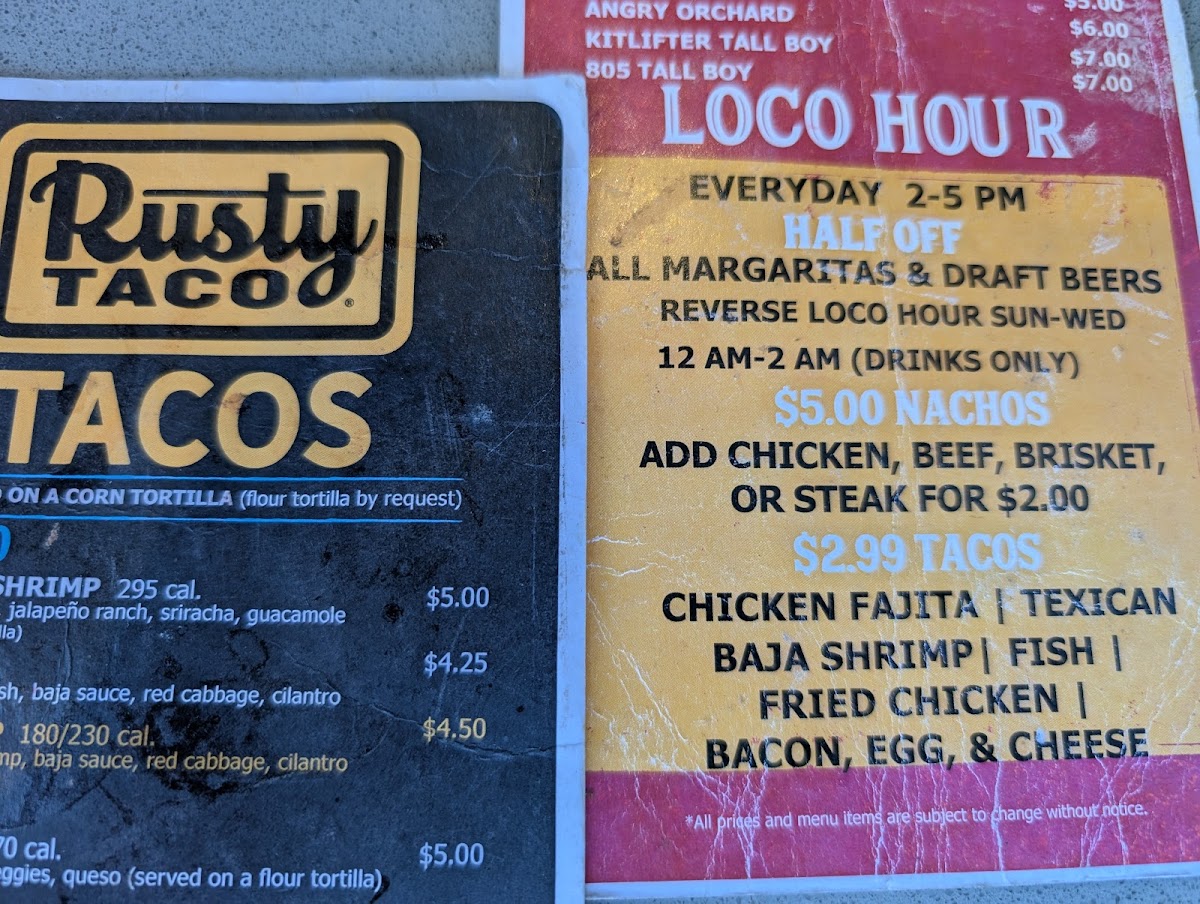 Rusty
TACO
TACOS
ON A CORN TORTILLA (flour tortilla by request)
SHRIMP 295 cal.
$5.00
jalapeño ranch, sriracha, guacamole
$4.25
baja sauce, red cabbage, cilantro
180/230 cal.
$4.50
baja sauce, red cabbage, cilantro
cal.
$5.00
queso (served on a flour tortilla)
$5.00
ANGRY ORCHARD
$6.00
KITLIFTER TALL BOY
$7.00
805 TALL BOY
$7.00
LOCO HOUR
EVERYDAY 2-5 PM
HALF OFF
ALL MARGARITAS & DRAFT BEERS
REVERSE LOCO HOUR SUN-WED
12 AM-2 AM (DRINKS ONLY)
$5.00 NACHOS
ADD CHICKEN, BEEF, BRISKET,
OR STEAK FOR $2.00
$2.99 TACOS
CHICKEN FAJITA | TEXICAN
BAJA SHRIMP| FISH |
FRIED CHICKEN |
BACON, EGG, & CHEESE
*All prices and menu items are subject to change without notice.